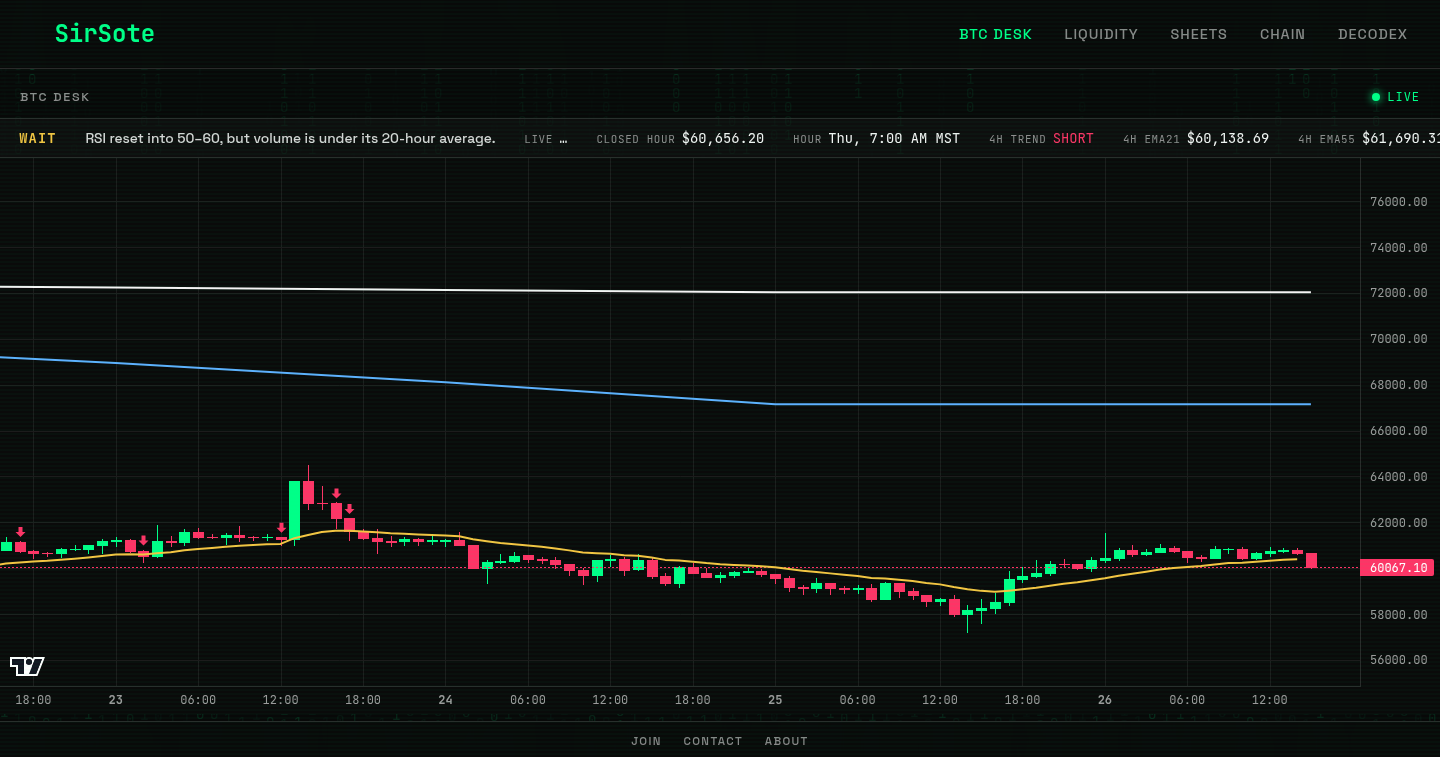 SirSote
BTC DESK LIQUIDITY SHEETS CHAIN DECODEX
BTC DESK
LIVE
WAIT RSI reset into 50–60, but volume is under its 20-hour average. LIVE … CLOSED HOUR $60,656.20 HOUR Thu, 7:00 AM MST 4H TREND SHORT 4H EMA21 $60,138.69 4H EMA55 $61,690.31
76000.00
74000.00
72000.00
70000.00
68000.00
66000.00
64000.00
62000.00
60067.10
58000.00
56000.00
18:00 23 06:00 12:00 18:00 24 06:00 12:00 18:00 25 06:00 12:00 18:00 26 06:00 12:00
JOIN CONTACT ABOUT